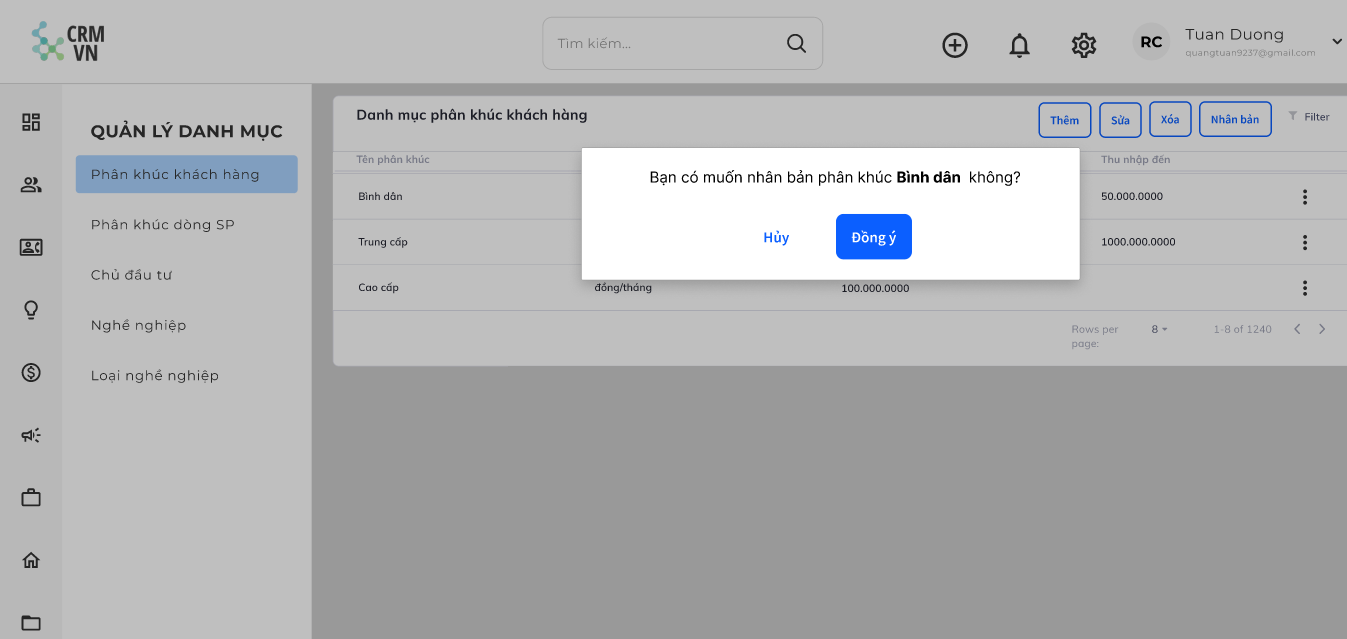 CRM
VN
Tìm kiếm...
RC
Tuan Duong
quangtuan9237@gmail.com
QUẢN LÝ DANH MỤC
Phân khúc khách hàng
Phân khúc dòng SP
Chủ đầu tư
Nghề nghiệp
Loại nghề nghiệp
Danh mục phân khúc khách hàng
Thêm
Sửa
Xóa
Nhân bản
Filter
Tên phân khúc
Thu nhập đến
Bạn có muốn nhân bản phân khúc Bình dân không?
Hủy
Đồng ý
Bình dân
50.000.0000
Trung cấp
1000.000.0000
Cao cấp
đồng/tháng
100.000.0000
Rows per
page:
8
1-8 of 1240